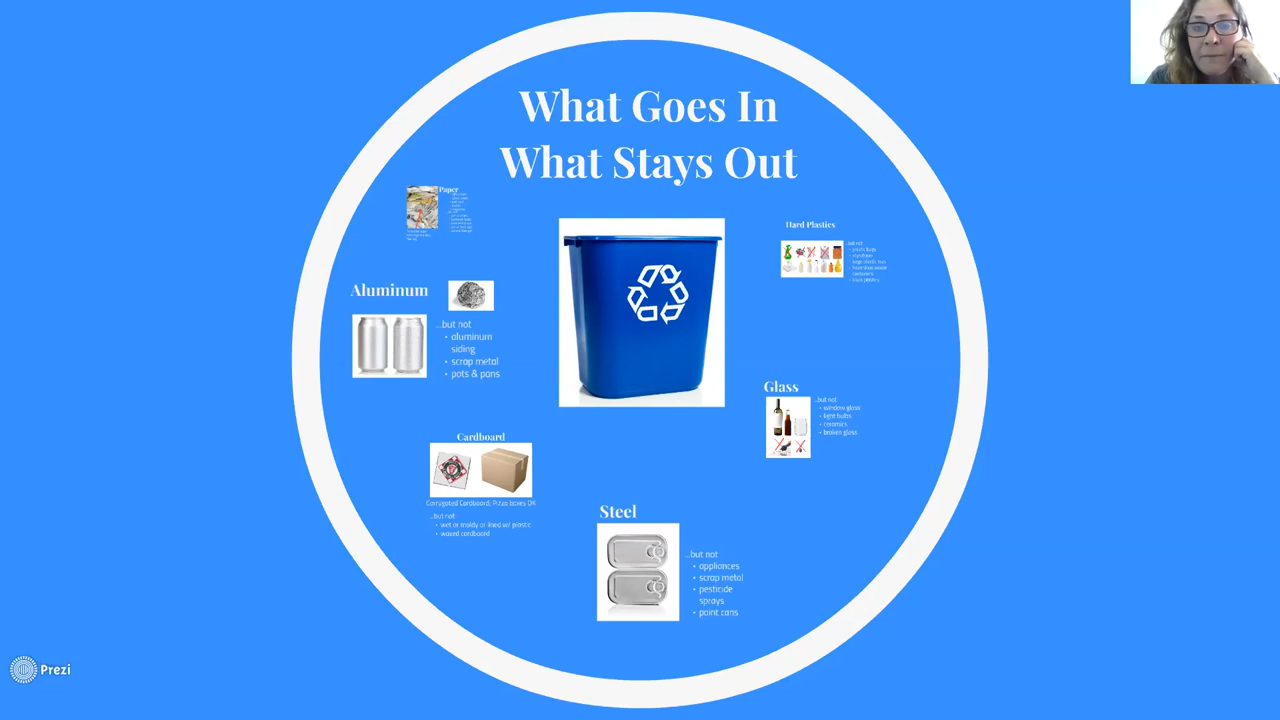 What Goes In
What Stays Out
Paper
Hard Plastics
...but not
Aluminum
...but not
• aluminum
siding
• scrap metal
• pots & pans
Glass
...but not
• window glass
• light bulbs
• ceramics
• broken glass
Cardboard
Corrugated Cardboard, Pizza boxes OK
...but not
• wet or moldy or lined w/ plastic
• waxed cardboard
Steel
...but not
• appliances
• scrap metal
• pesticide
sprays
• paint cans
Prezi